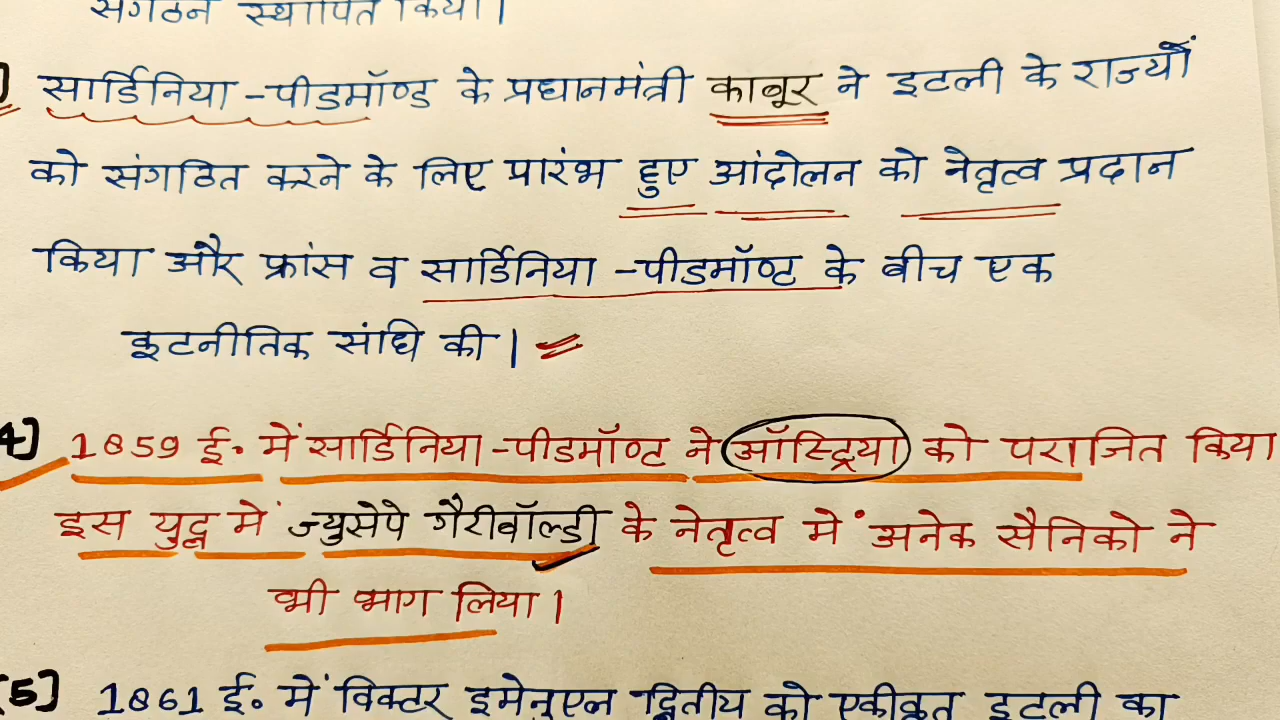 संगठन स्थापित किया।
] सार्डिनिया-पीडमॉण्ड के प्रधानमंत्री काबूर ने इटली के राज्यों
को संगठित करने के लिए प्रारंभ हुए आंदोलन को नेतृत्व प्रदान
किया और फ्रांस व सार्डिनिया-पीडमॉण्ट के बीच एक
कुटनीतिक संधि की।
4] 1859 ई. में सार्डिनिया-पीडमॉण्ट ने ऑस्ट्रिया को पराजित किया
इस युद्ध में ज्युसेपे गैरीबॉल्डी के नेतृत्व में अनेक सैनिको ने
भी भाग लिया।
[5] 1861 ई. में विक्टर इमेनुएल द्वितीय को एकीकृत इटली का